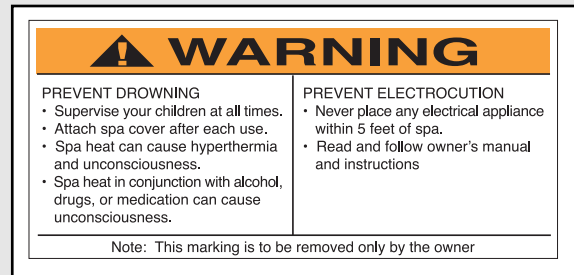 WARNING
PREVENT DROWNING
• Supervise your children at all times.
• Attach spa cover after each use.
• Spa heat can cause hyperthermia
and unconsciousness.
• Spa heat in conjunction with alcohol,
drugs, or medication can cause
unconsciousness.
PREVENT ELECTROCUTION
• Never place any electrical appliance
within 5 feet of spa.
• Read and follow owner's manual
and instructions
Note: This marking is to be removed only by the owner